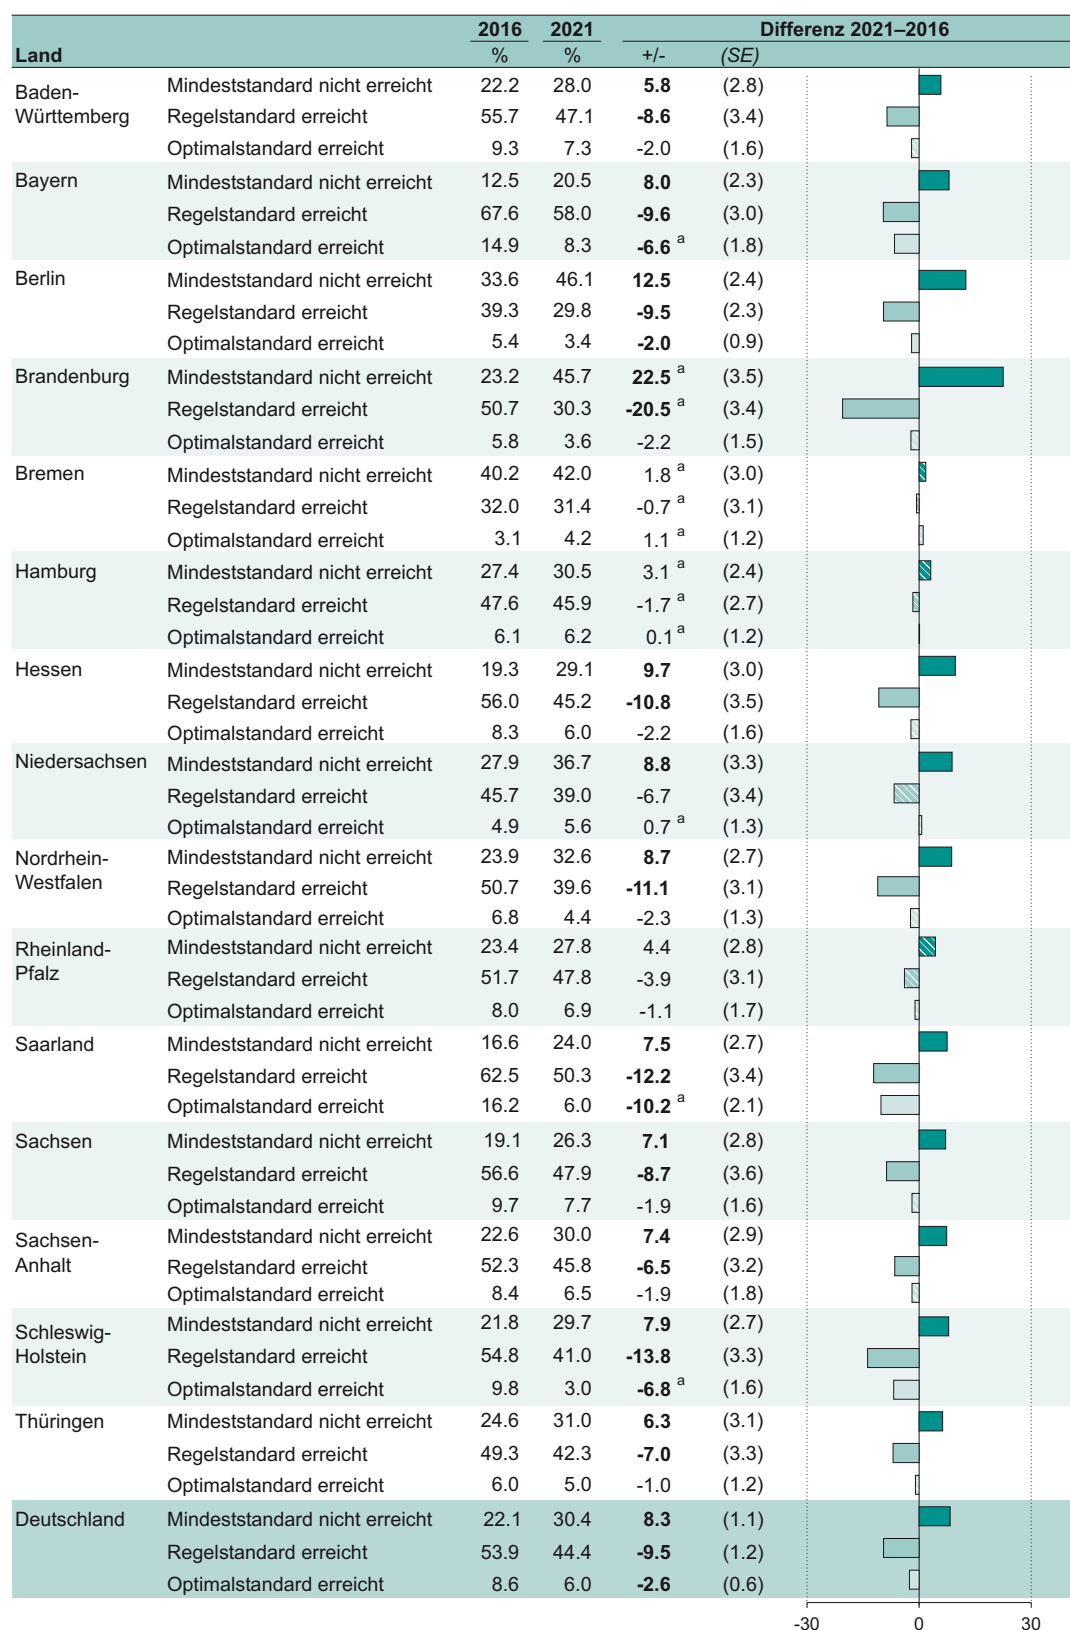 2016 2021 Differenz 2021–2016
Land % % +/- (SE)
Baden-
Württemberg
Mindeststandard nicht erreicht 22.2 28.0 5.8 (2.8)
Regelstandard erreicht 55.7 47.1 -8.6 (3.4)
Optimalstandard erreicht 9.3 7.3 -2.0 (1.6)
Bayern Mindeststandard nicht erreicht 12.5 20.5 8.0 (2.3)
Regelstandard erreicht 67.6 58.0 -9.6 (3.0)
Optimalstandard erreicht 14.9 8.3 -6.6 a (1.8)
Berlin Mindeststandard nicht erreicht 33.6 46.1 12.5 (2.4)
Regelstandard erreicht 39.3 29.8 -9.5 (2.3)
Optimalstandard erreicht 5.4 3.4 -2.0 (0.9)
Brandenburg Mindeststandard nicht erreicht 23.2 45.7 22.5 a (3.5)
Regelstandard erreicht 50.7 30.3 -20.5 a (3.4)
Optimalstandard erreicht 5.8 3.6 -2.2 (1.5)
Bremen Mindeststandard nicht erreicht 40.2 42.0 1.8 a (3.0)
Regelstandard erreicht 32.0 31.4 -0.7 a (3.1)
Optimalstandard erreicht 3.1 4.2 1.1 a (1.2)
Hamburg Mindeststandard nicht erreicht 27.4 30.5 3.1 a (2.4)
Regelstandard erreicht 47.6 45.9 -1.7 a (2.7)
Optimalstandard erreicht 6.1 6.2 0.1 a (1.2)
Hessen Mindeststandard nicht erreicht 19.3 29.1 9.7 (3.0)
Regelstandard erreicht 56.0 45.2 -10.8 (3.5)
Optimalstandard erreicht 8.3 6.0 -2.2 (1.6)
Niedersachsen Mindeststandard nicht erreicht 27.9 36.7 8.8 (3.3)
Regelstandard erreicht 45.7 39.0 -6.7 (3.4)
Optimalstandard erreicht 4.9 5.6 0.7 a (1.3)
Nordrhein-
Westfalen
Mindeststandard nicht erreicht 23.9 32.6 8.7 (2.7)
Regelstandard erreicht 50.7 39.6 -11.1 (3.1)
Optimalstandard erreicht 6.8 4.4 -2.3 (1.3)
Rheinland-
Pfalz
Mindeststandard nicht erreicht 23.4 27.8 4.4 (2.8)
Regelstandard erreicht 51.7 47.8 -3.9 (3.1)
Optimalstandard erreicht 8.0 6.9 -1.1 (1.7)
Saarland Mindeststandard nicht erreicht 16.6 24.0 7.5 (2.7)
Regelstandard erreicht 62.5 50.3 -12.2 (3.4)
Optimalstandard erreicht 16.2 6.0 -10.2 a (2.1)
Sachsen Mindeststandard nicht erreicht 19.1 26.3 7.1 (2.8)
Regelstandard erreicht 56.6 47.9 -8.7 (3.6)
Optimalstandard erreicht 9.7 7.7 -1.9 (1.6)
Sachsen-
Anhalt
Mindeststandard nicht erreicht 22.6 30.0 7.4 (2.9)
Regelstandard erreicht 52.3 45.8 -6.5 (3.2)
Optimalstandard erreicht 8.4 6.5 -1.9 (1.8)
Schleswig-
Holstein
Mindeststandard nicht erreicht 21.8 29.7 7.9 (2.7)
Regelstandard erreicht 54.8 41.0 -13.8 (3.3)
Optimalstandard erreicht 9.8 3.0 -6.8 a (1.6)
Thüringen Mindeststandard nicht erreicht 24.6 31.0 6.3 (3.1)
Regelstandard erreicht 49.3 42.3 -7.0 (3.3)
Optimalstandard erreicht 6.0 5.0 -1.0 (1.2)
Deutschland Mindeststandard nicht erreicht 22.1 30.4 8.3 (1.1)
Regelstandard erreicht 53.9 44.4 -9.5 (1.2)
Optimalstandard erreicht 8.6 6.0 -2.6 (0.6)
-30 0 30